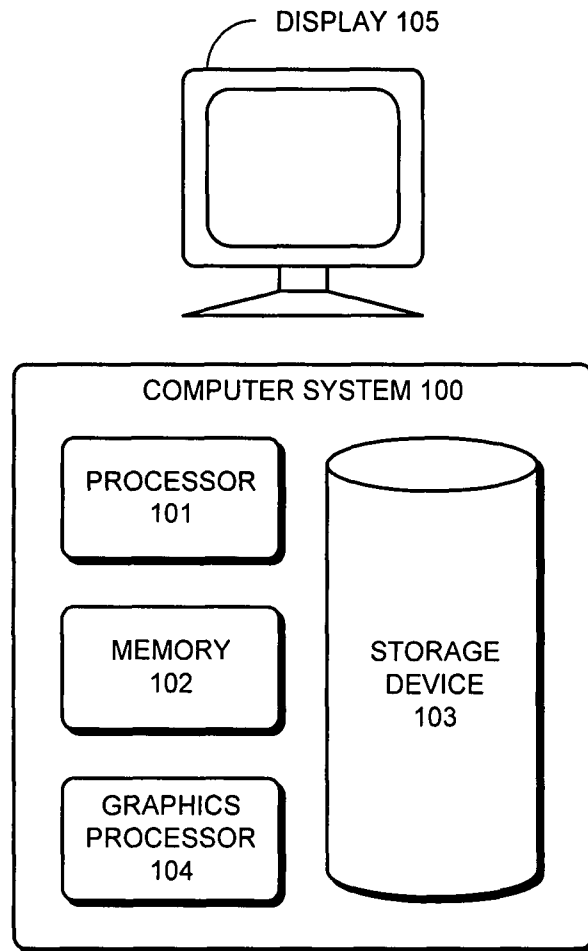 DISPLAY 105
COMPUTER SYSTEM 100
PROCESSOR
101
MEMORY
102
GRAPHICS
PROCESSOR
104
STORAGE
DEVICE
103